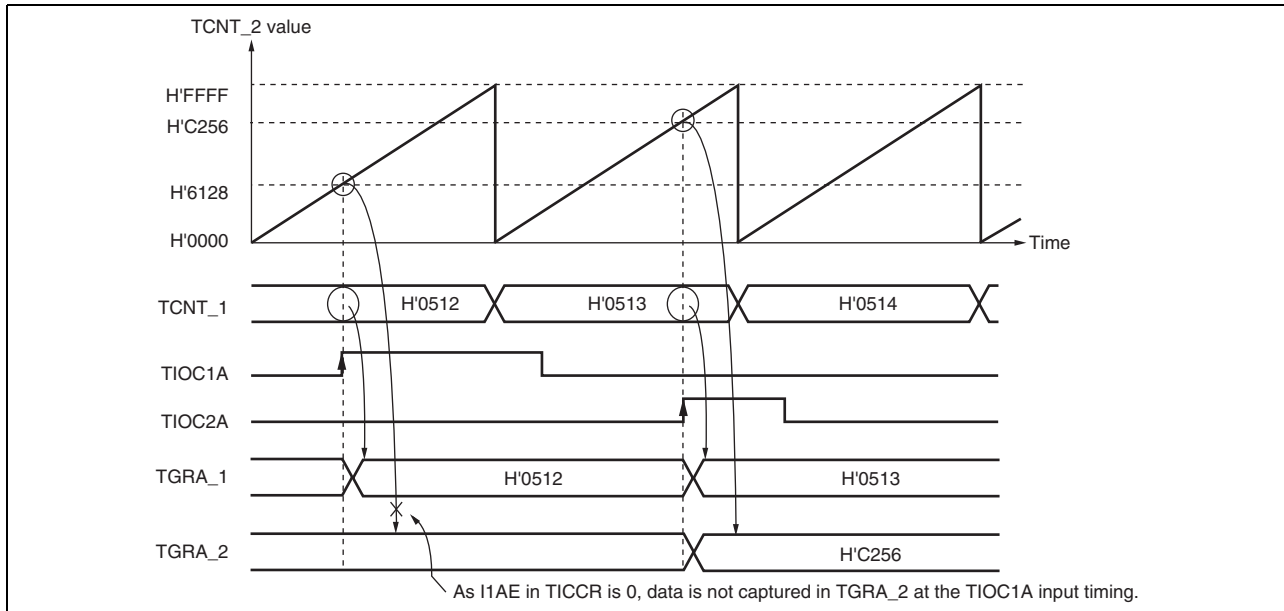 TCNT_2 value
H'FFFF
H'C256
H'6128
H'0000
Time
TCNT_1
H'0512
H'0513
H'0514
TIOC1A
TIOC2A
TGRA_1
H'0512
H'0513
TGRA_2
H'C256
As I1AE in TICCR is 0, data is not captured in TGRA_2 at the TIOC1A input timing.